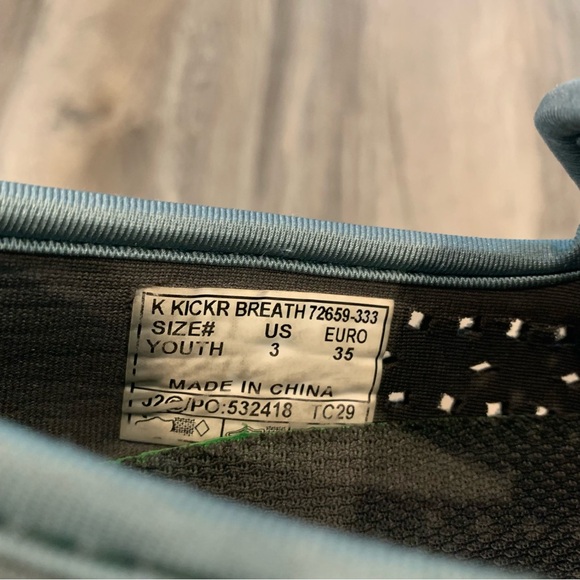 K KICKR BREATH 72659-333
SIZE# US EURO
YOUTH 3 35
MADE IN CHINA
/PO:532418 TC29